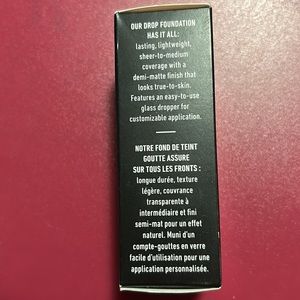 OUR DROP FOUNDATION
HAS IT ALL:
lasting, lightweight,
sheer-to-medium
coverage with a
demi-matte finish that
looks true-to-skin.
Features an easy-to-use
glass dropper for
customizable application.
NOTRE FOND DE TEINT
GOUTTE ASSURE
SUR TOUS LES FRONTS :
longue durée, texture
légère, couvrance
transparente à
intermédiaire et fini
semi-mat pour un effet
naturel. Muni d'un
compte-gouttes en verre
facile d'utilisation pour une
application personnalisée.